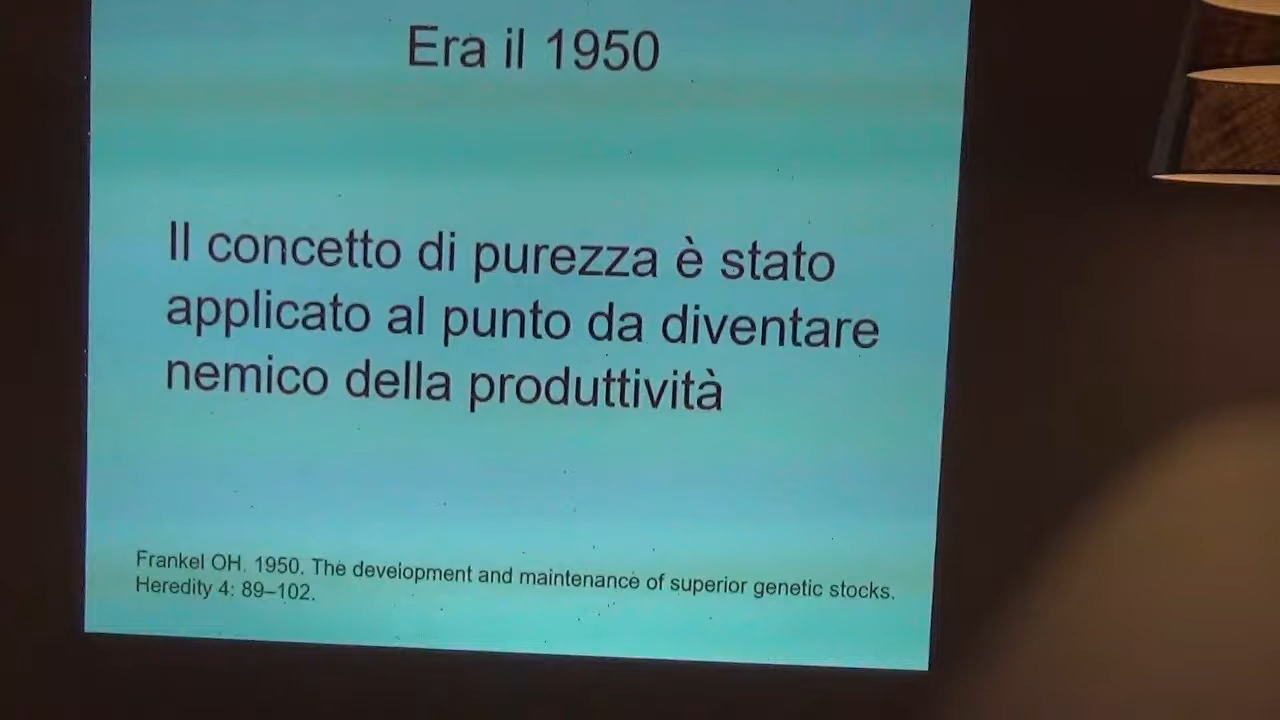 Era il 1950
Il concetto di purezza è stato
applicato al punto da diventare
nemico della produttività
Frankel OH. 1950. The development and maintenance of superior genetic stocks.
Heredity 4: 89–102.